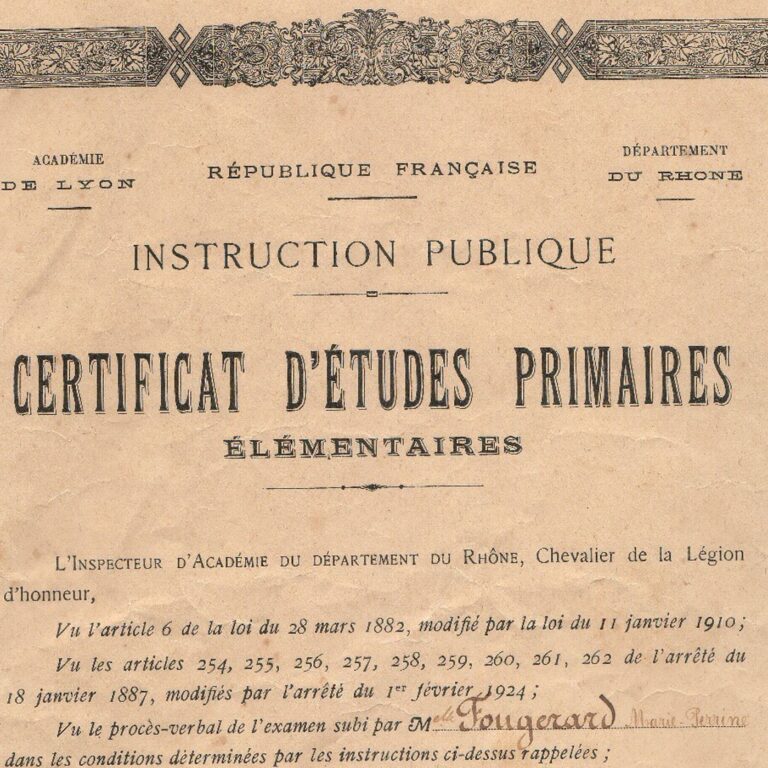 ACADÉMIE
DE LYON
RÉPUBLIQUE FRANÇAISE
DÉPARTEMENT
DU RHONE
INSTRUCTION PUBLIQUE
CERTIFICAT D'ÉTUDES PRIMAIRES
ÉLÉMENTAIRES
L'INSPECTEUR D'ACADÉMIE DU DÉPARTEMENT DU RHÔNE, Chevalier de la Légion
d'honneur,
Vu l'article 6 de la loi du 28 mars 1882, modifié par la loi du 11 janvier 1910;
Vu les articles 254, 255, 256, 257, 258, 259, 260, 261, 262 de l'arrêté du
18 janvier 1887, modifiés par l'arrêté du 1er février 1924;
Vu le procès-verbal de l'examen subi par Melle Fougerard Marie-Perrine
dans les conditions déterminées par les instructions ci-dessus rappelées;